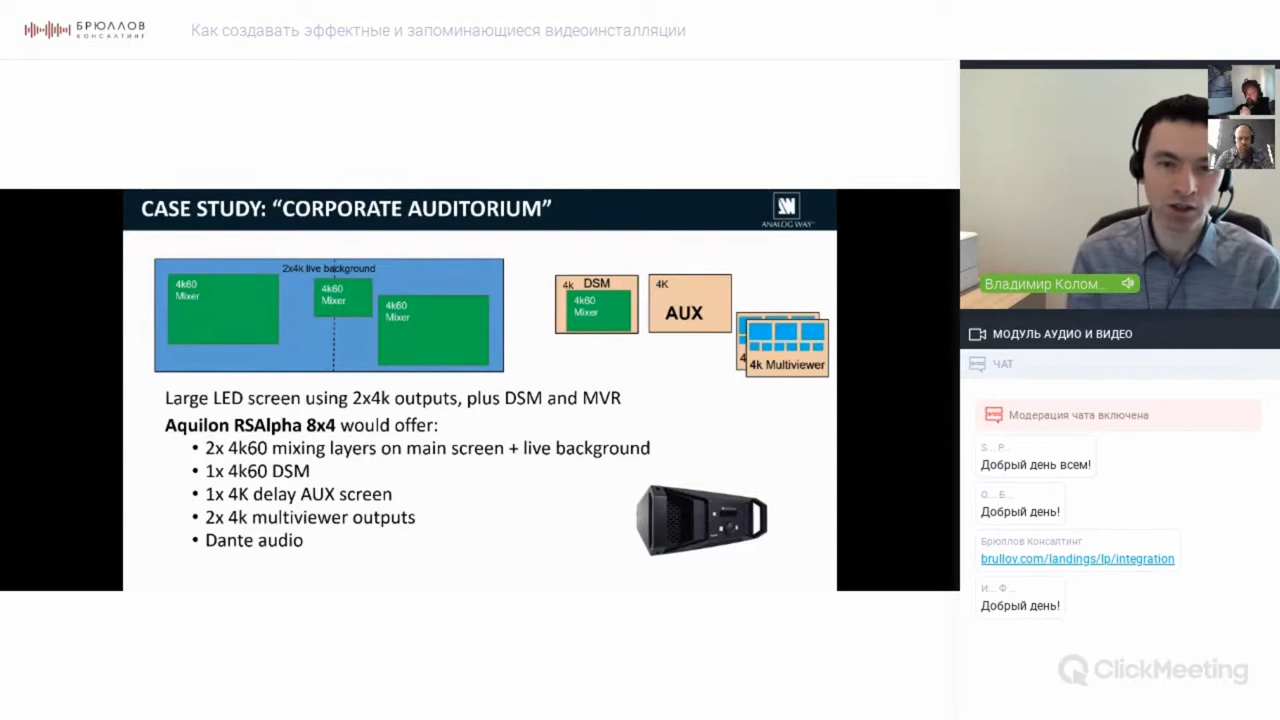 БРЮЛЛОВ
КОНСАЛТИНГ
Как создавать эффектные и запоминающиеся видеоинсталляции
CASE STUDY: “CORPORATE AUDITORIUM”
ANALOG WAY
2x4k live background
4k60
Mixer
4k60
Mixer
4k60
Mixer
4k DSM
4k60
Mixer
4K
AUX
4
4k Multiviewer
Large LED screen using 2x4k outputs, plus DSM and MVR
Aquilon RSAlpha 8x4 would offer:
• 2x 4k60 mixing layers on main screen + live background
• 1x 4k60 DSM
• 1x 4K delay AUX screen
• 2x 4k multiviewer outputs
• Dante audio
Владимир Колом...
МОДУЛЬ АУДИО И ВИДЕО
ЧАТ
Модерация чата включена
S... P...
Добрый день всем!
О... Б...
Добрый день!
Брюллов Консалтинг
brullov.com/landings/lp/integration
И... Ф...
Добрый день!
ClickMeeting